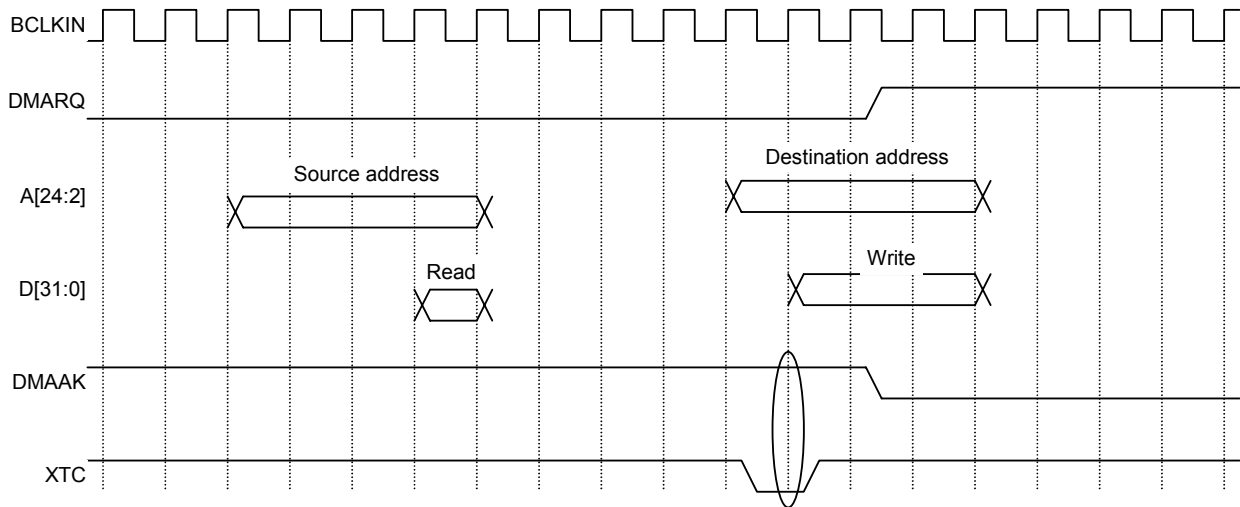 BCLKIN
DMARQ
Destination address
Source address
A[24:2]
Write
Read
D[31:0]
DMAAK
XTC